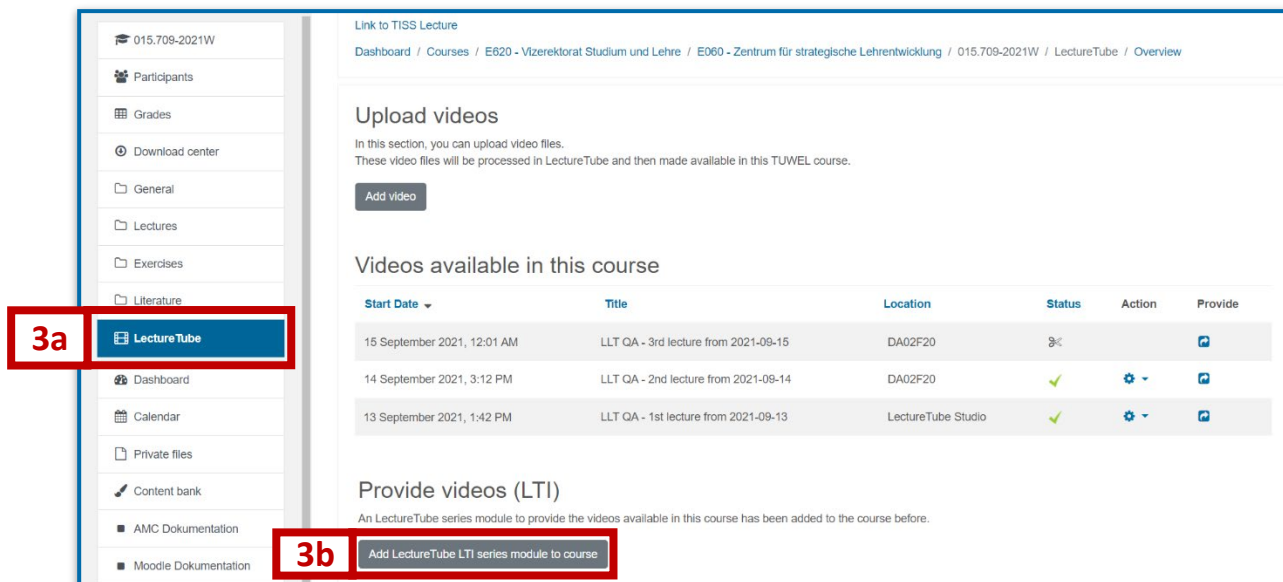 Link to TISS Lecture
Dashboard / Courses / E620 - Vizerektorat Studium und Lehre / E060 - Zentrum für strategische Lehrentwicklung / 015.709-2021W / LectureTube / Overview
015.709-2021W
Participants
Grades
Download center
General
Lectures
Exercises
Literature
3a
LectureTube
Dashboard
Calendar
Private files
Content bank
AMC Dokumentation
Moodle Dokumentation
Upload videos
In this section, you can upload video files.
These video files will be processed in LectureTube and then made available in this TUWEL course.
Add video
Videos available in this course
Start Date Title Location Status Action Provide
15 September 2021, 12:01 AM LLT QA - 3rd lecture from 2021-09-15 DA02F20
14 September 2021, 3:12 PM LLT QA - 2nd lecture from 2021-09-14 DA02F20
13 September 2021, 1:42 PM LLT QA - 1st lecture from 2021-09-13 LectureTube Studio
Provide videos (LTI)
An LectureTube series module to provide the videos available in this course has been added to the course before.
3b
Add LectureTube LTI series module to course